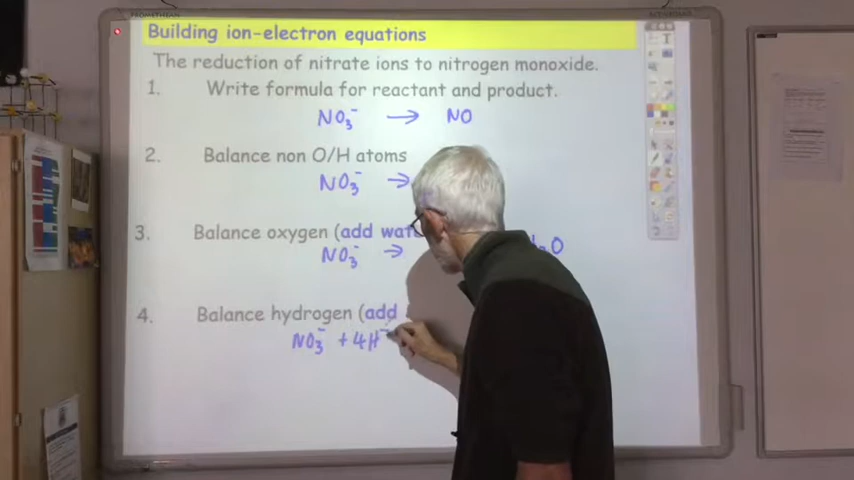 PROMETHEAN
Building ion-electron equations
The reduction of nitrate ions to nitrogen monoxide.
1. Write formula for reactant and product.
NO₃⁻ → NO
2. Balance non O/H atoms
NO₃⁻ →
3. Balance oxygen (add
NO₃⁻ → O
4. Balance hydrogen (add
NO₃⁻ + 4H